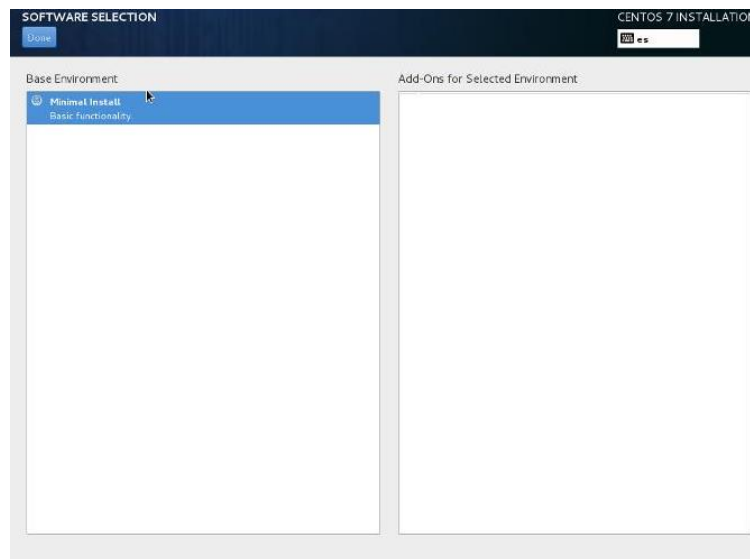 SOFTWARE SELECTION
CENTOS 7 INSTALLATION
Done
es
Base Environment
Add-Ons for Selected Environment
Minimal Install
Basic functionality.